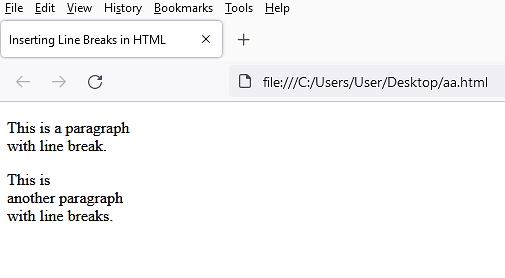 File Edit View History Bookmarks Tools Help
Inserting Line Breaks in HTML
file:///C:/Users/User/Desktop/aa.html
This is a paragraph
with line break.
This is
another paragraph
with line breaks.